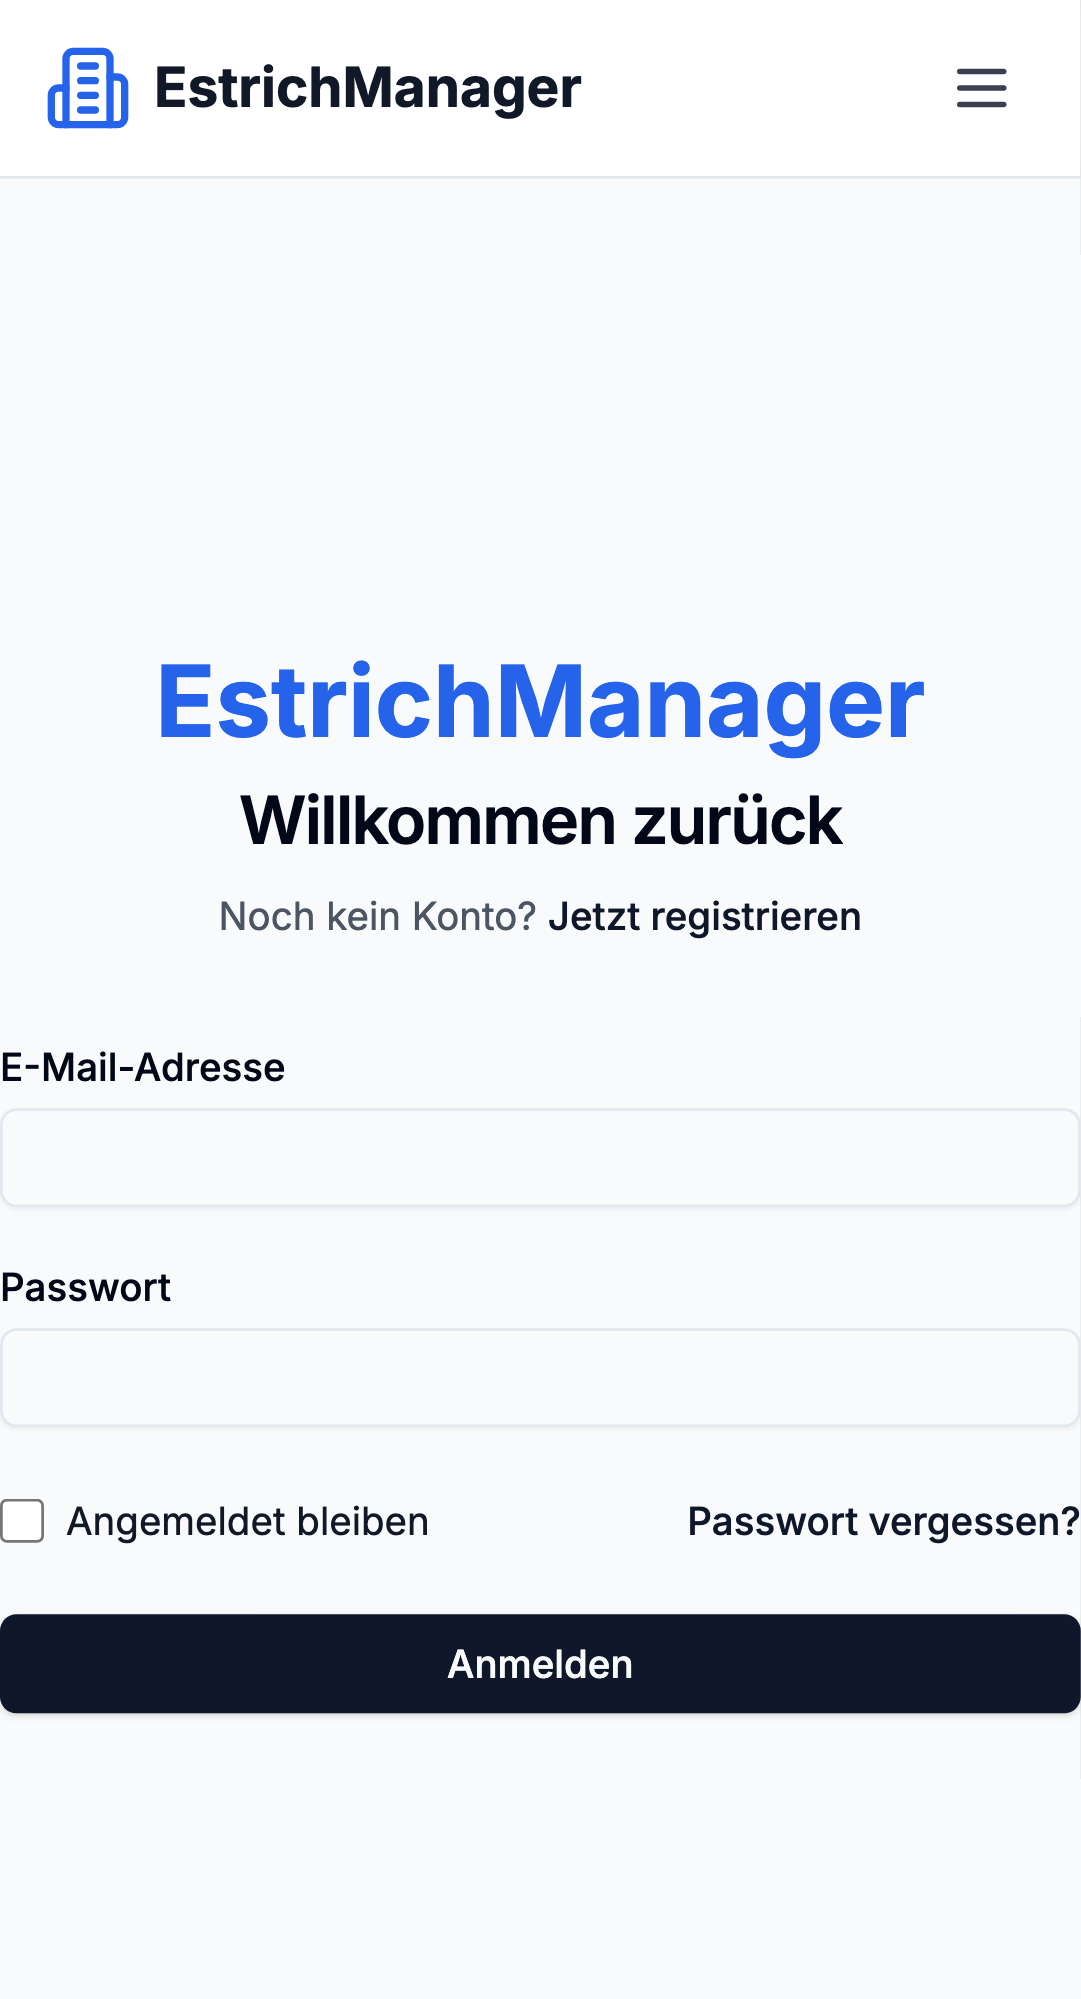 EstrichManager
EstrichManager
Willkommen zurück
Noch kein Konto? Jetzt registrieren
E-Mail-Adresse
Passwort
Angemeldet bleiben Passwort vergessen?
Anmelden